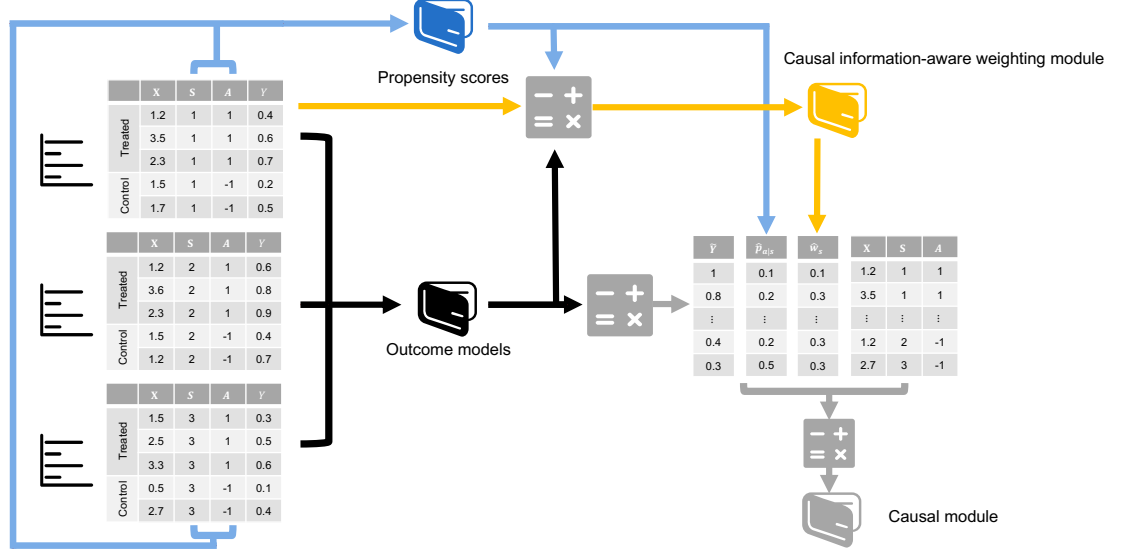 Propensity scores
Causal information-aware weighting module
X S A Y
Treated
1.2 1 1 0.4
3.5 1 1 0.6
2.3 1 1 0.7
Control
1.5 1 -1 0.2
1.7 1 -1 0.5
X S A Y
Treated
1.2 2 1 0.6
3.6 2 1 0.8
2.3 2 1 0.9
Control
1.5 2 -1 0.4
1.2 2 -1 0.7
X S A Y
Treated
1.5 3 1 0.3
2.5 3 1 0.5
3.3 3 1 0.6
Control
0.5 3 -1 0.1
2.7 3 -1 0.4
Outcome models
Ỹ p̂a|s ŵs X S A
1 0.1 0.1 1.2 1 1
0.8 0.2 0.3 3.5 1 1
⋮ ⋮ ⋮ ⋮ ⋮ ⋮
0.4 0.2 0.3 1.2 2 -1
0.3 0.5 0.3 2.7 3 -1
Causal module